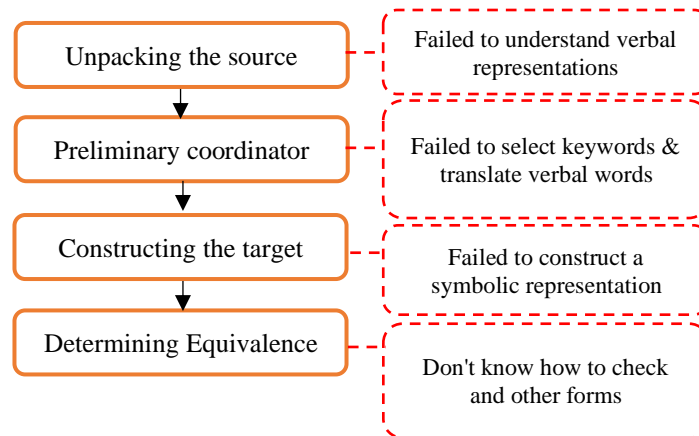 Unpacking the source
Failed to understand verbal
representations
Preliminary coordinator
Failed to select keywords &
translate verbal words
Constructing the target
Failed to construct a
symbolic representation
Determining Equivalence
Don't know how to check
and other forms